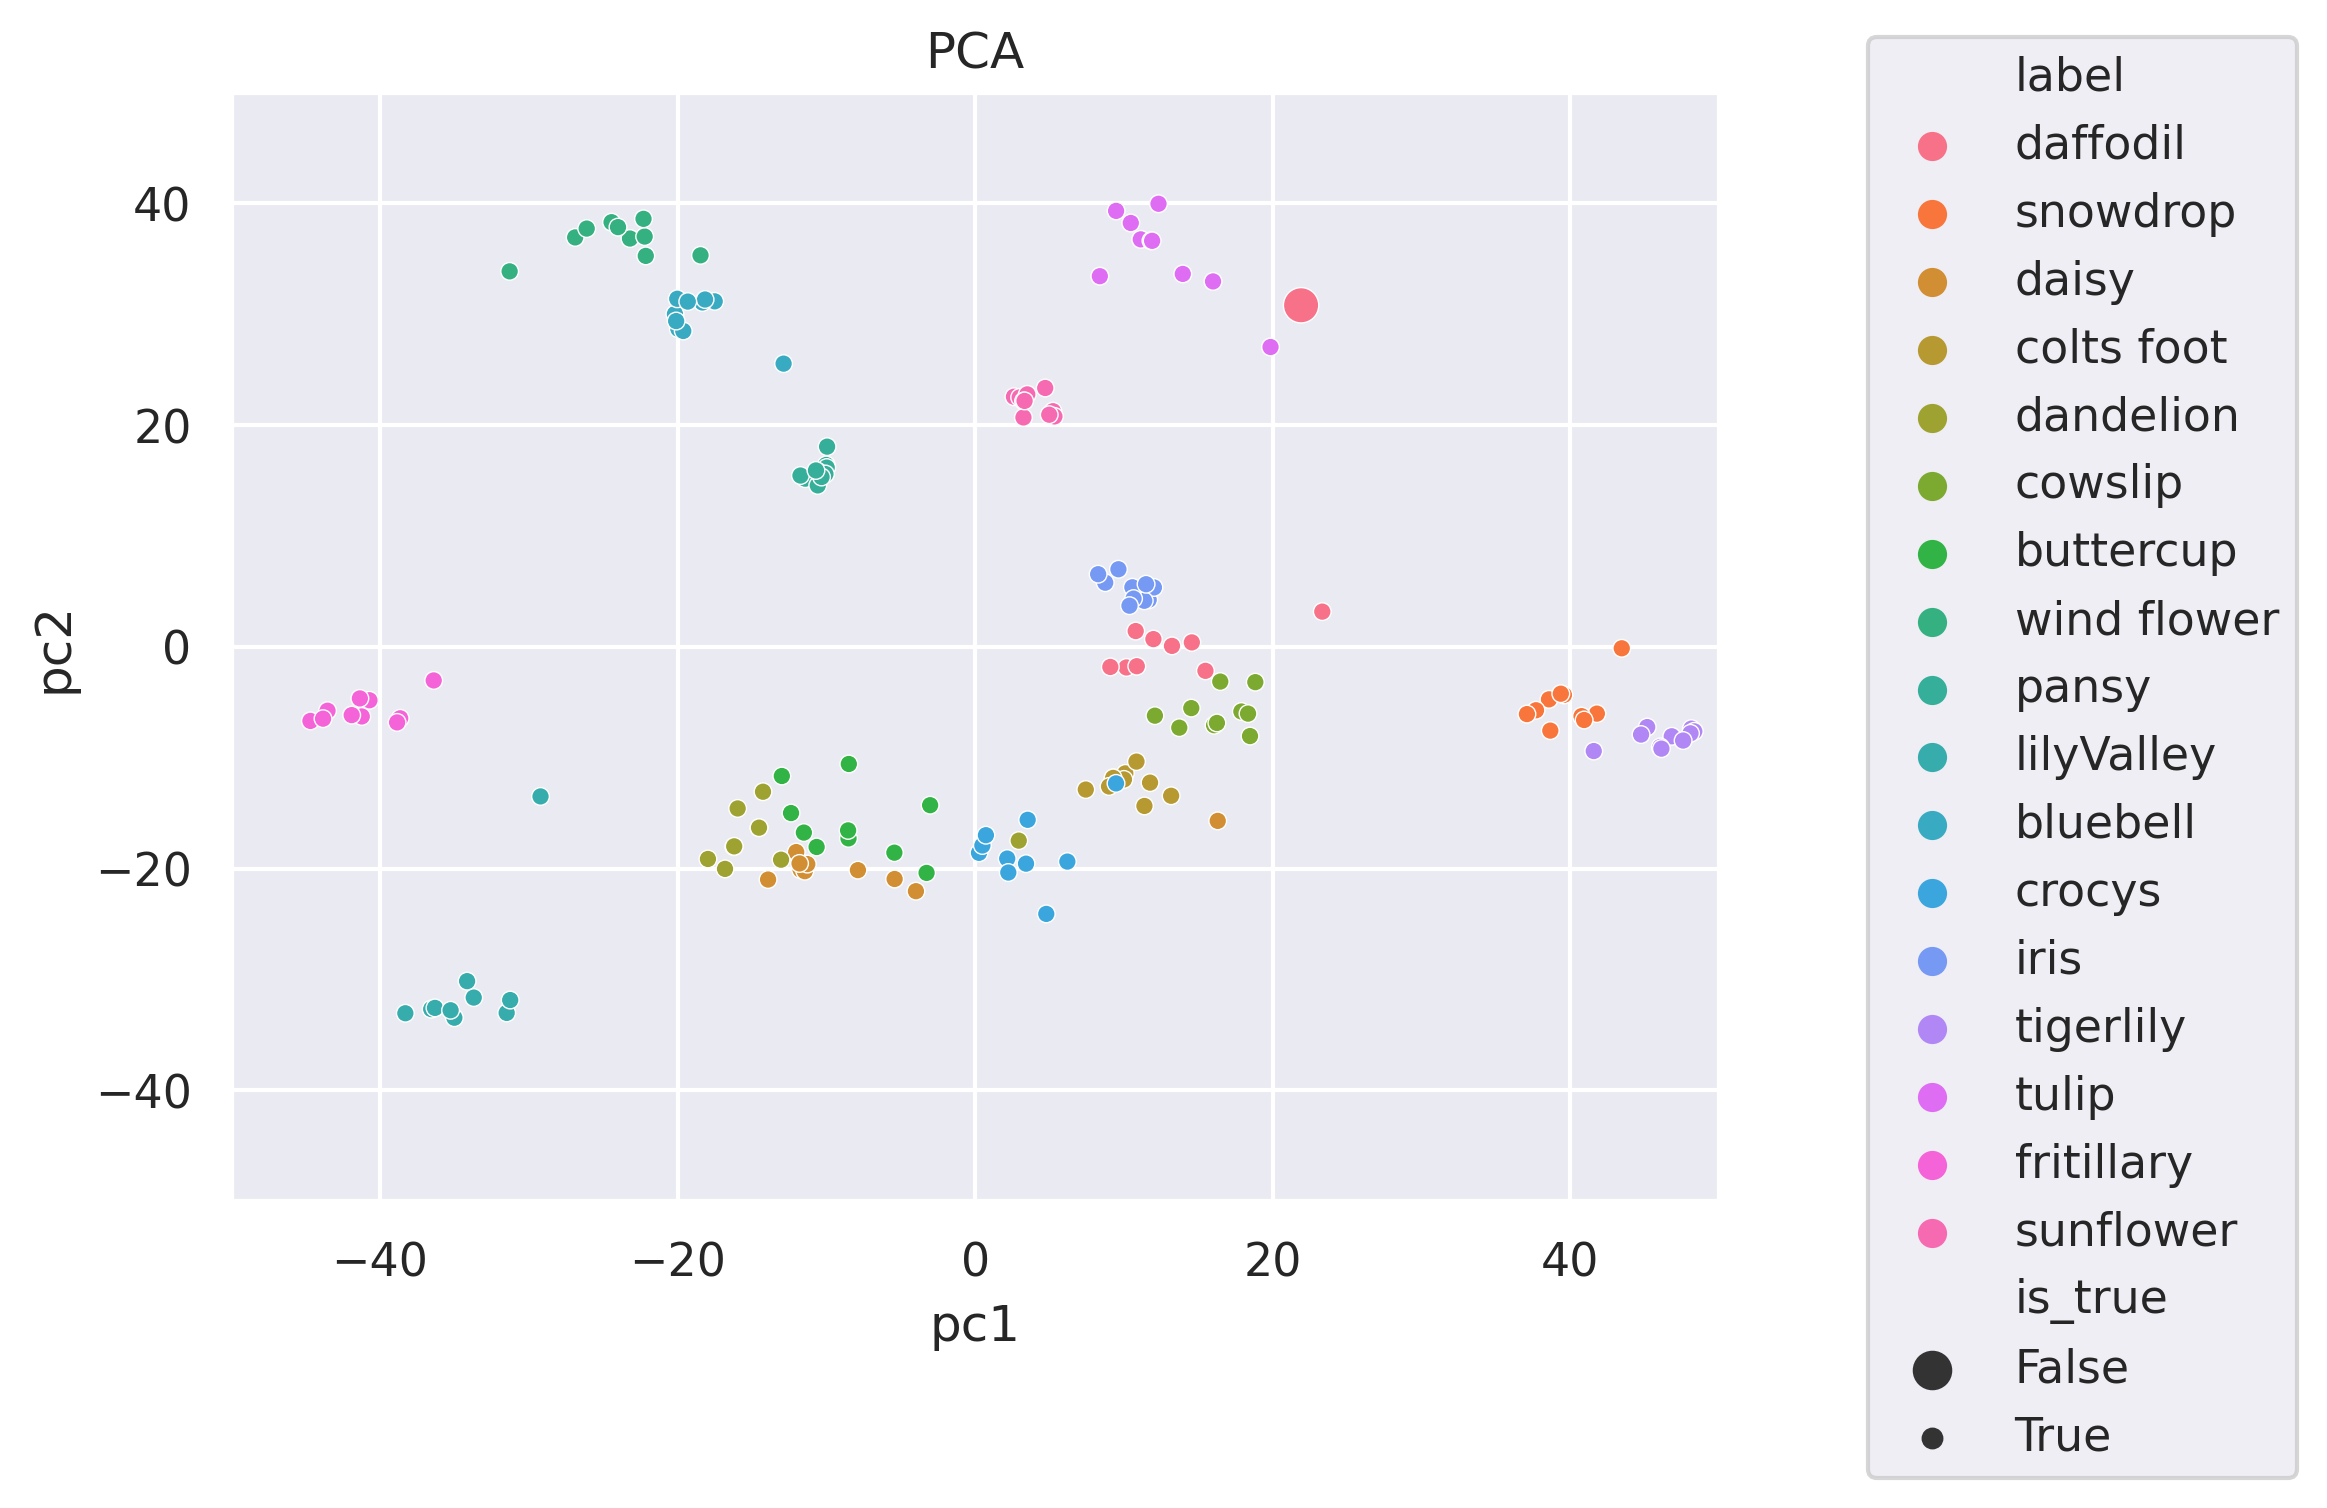 PCA
40
20
0
−20
−40
pc2
−40
−20
0
20
40
pc1
label
daffodil
snowdrop
daisy
colts foot
dandelion
cowslip
buttercup
wind flower
pansy
lilyValley
bluebell
crocys
iris
tigerlily
tulip
fritillary
sunflower
is_true
False
True